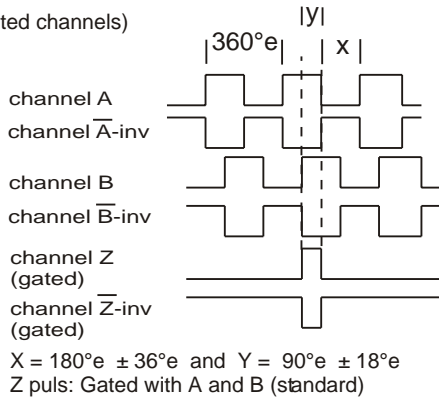 ted channels)
|y|
|360°e| x |
channel A
channel A̅-inv
channel B
channel B̅-inv
channel Z
(gated)
channel Z̅-inv
(gated)
X = 180°e ± 36°e and Y = 90°e ± 18°e
Z puls: Gated with A and B (standard)